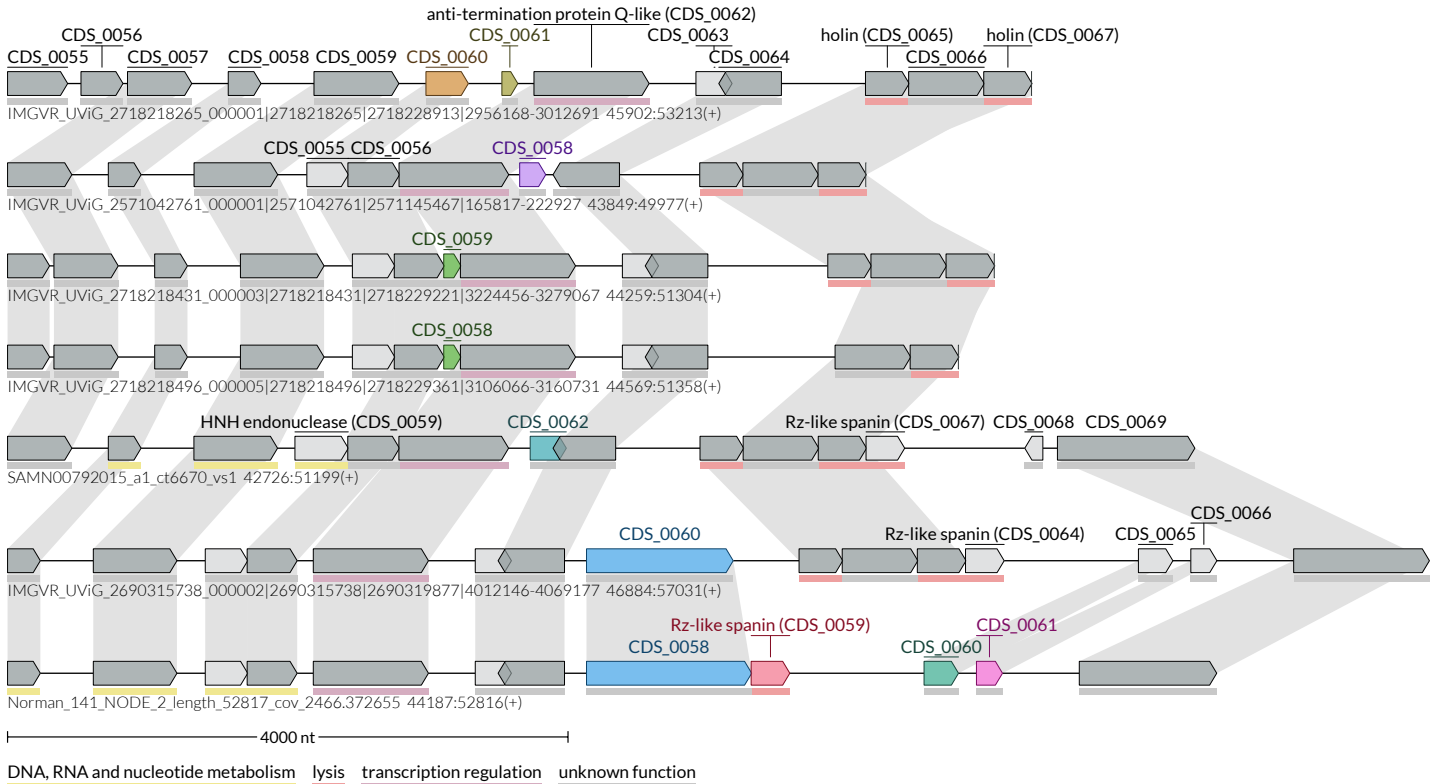 anti-termination protein Q-like (CDS_0062)
CDS_0056 CDS_0061 CDS_0063 holin (CDS_0065) holin (CDS_0067)
CDS_0055 CDS_0057 CDS_0058 CDS_0059 CDS_0060 CDS_0064 CDS_0066
IMGVR_UViG_2718218265_000001|2718218265|2718228913|2956168-3012691 45902:53213(+)
CDS_0055 CDS_0056 CDS_0058
IMGVR_UViG_2571042761_000001|2571042761|2571145467|165817-222927 43849:49977(+)
CDS_0059
IMGVR_UViG_2718218431_000003|2718218431|2718229221|3224456-3279067 44259:51304(+)
CDS_0058
IMGVR_UViG_2718218496_000005|2718218496|2718229361|3106066-3160731 44569:51358(+)
HNH endonuclease (CDS_0059) CDS_0062 Rz-like spanin (CDS_0067) CDS_0068 CDS_0069
SAMN00792015_a1_ct6670_vs1 42726:51199(+)
CDS_0066
CDS_0060 Rz-like spanin (CDS_0064) CDS_0065
IMGVR_UViG_2690315738_000002|2690315738|2690319877|4012146-4069177 46884:57031(+)
Rz-like spanin (CDS_0059) CDS_0061
CDS_0058 CDS_0060
Norman_141_NODE_2_length_52817_cov_2466.372655 44187:52816(+)
4000 nt
DNA, RNA and nucleotide metabolism lysis transcription regulation unknown function